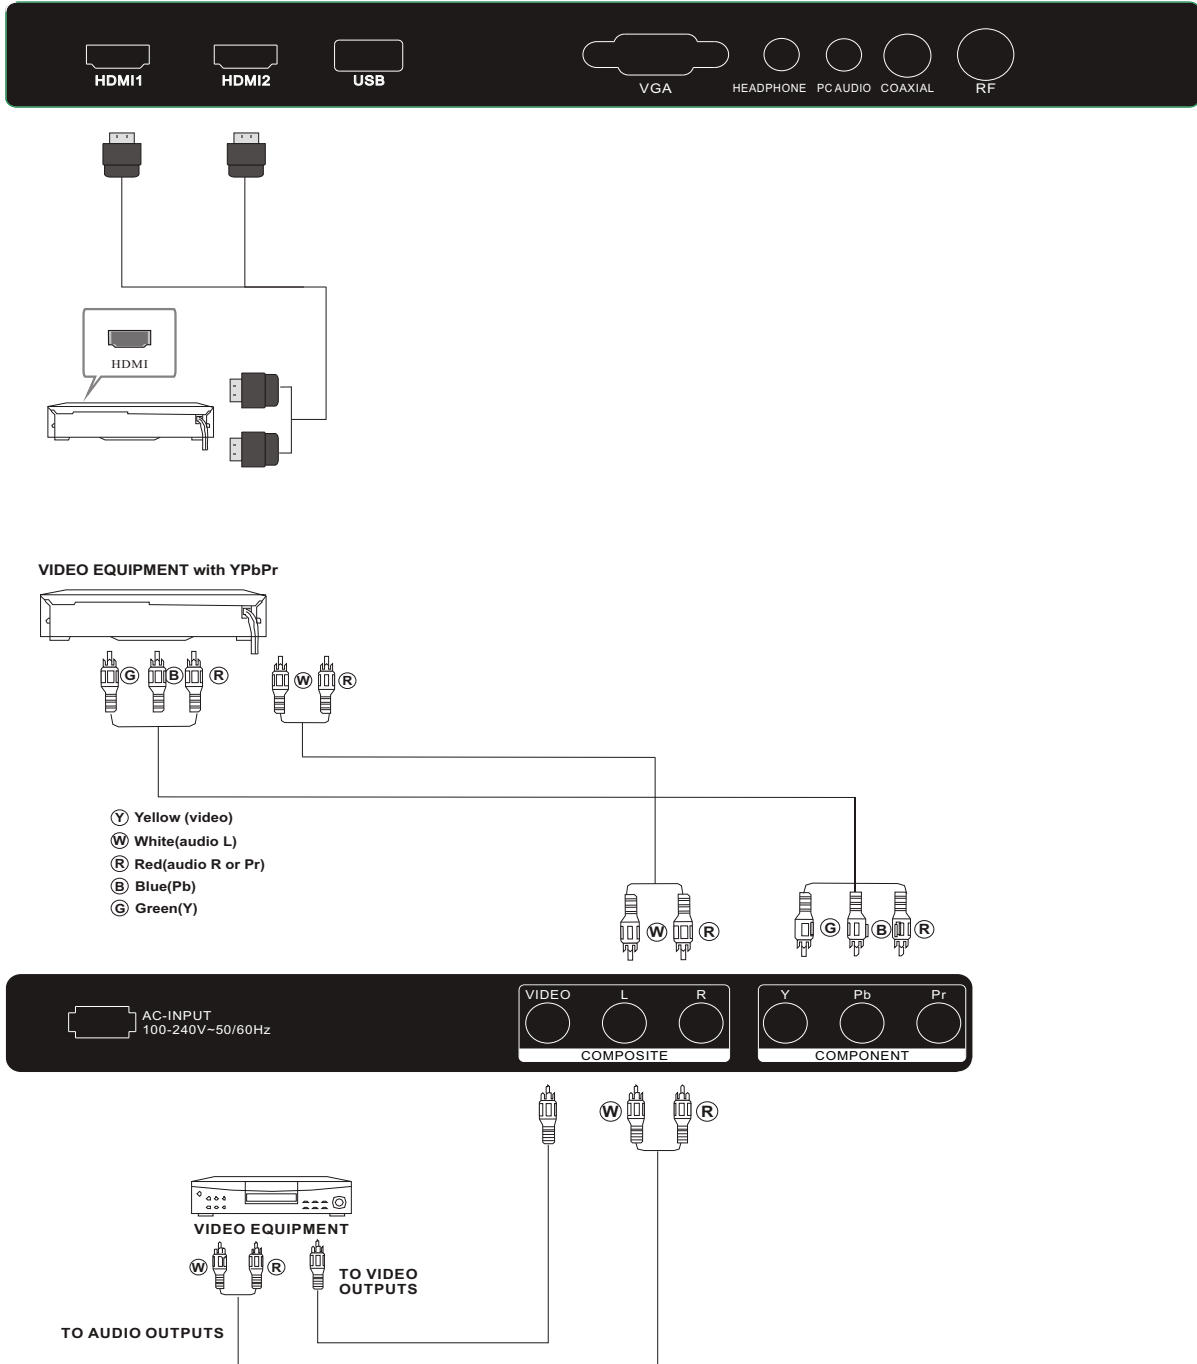 HDMI1 HDMI2 USB VGA HEADPHONE PC AUDIO COAXIAL RF
HDMI
VIDEO EQUIPMENT with YPbPr
G B R W R
Y Yellow (video)
W White(audio L)
R Red(audio R or Pr)
B Blue(Pb)
G Green(Y)
W R G B R
AC-INPUT
100-240V~50/60Hz
VIDEO L R Y Pb Pr
COMPOSITE COMPONENT
W R
VIDEO EQUIPMENT
W R
TO VIDEO
OUTPUTS
TO AUDIO OUTPUTS